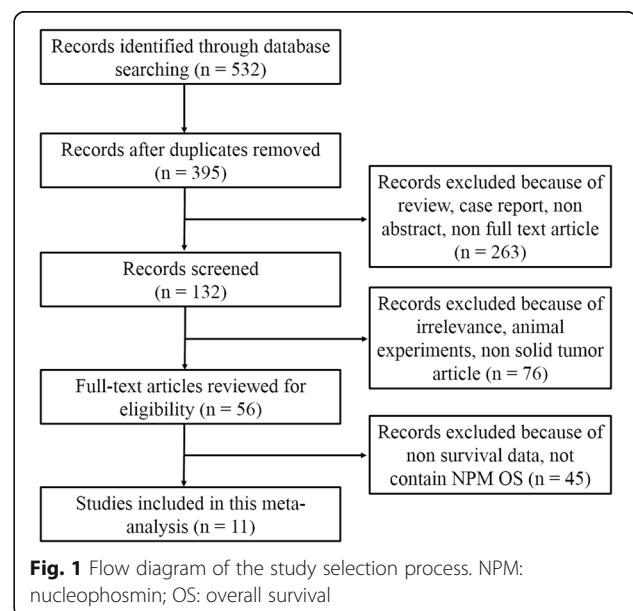 Records identified through database
searching (n = 532)
Records after duplicates removed
(n = 395)
Records excluded because of
review, case report, non
abstract, non full text article
(n = 263)
Records screened
(n = 132)
Records excluded because of
irrelevance, animal
experiments, non solid tumor
article (n = 76)
Full-text articles reviewed for
eligibility (n = 56)
Records excluded because of
non survival data, not
contain NPM OS (n = 45)
Studies included in this meta-
analysis (n = 11)
Fig. 1 Flow diagram of the study selection process. NPM:
nucleophosmin; OS: overall survival